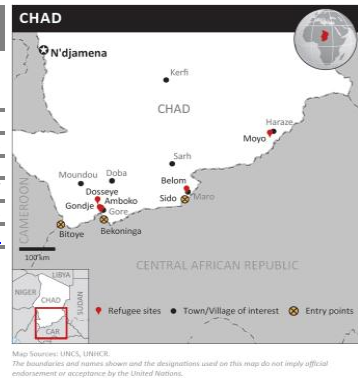 CHAD
N'djamena
Kerfi
CHAD
Haraze
Moyo
Sarh
Moundou
Doba
Belom
Dosseye
Gondje
Amboko
Sido
Maro
Gore
Bitoye
Bekoninga
CAMEROON
100 km
CENTRAL AFRICAN REPUBLIC
LIBYA
NIGER
CHAD
SUDAN
CAR
Refugee sites
Town/Village of interest
Entry points
Map Sources: UNCS, UNHCR.
The boundaries and names shown and the designations used on this map do not imply official
endorsement or acceptance by the United Nations.